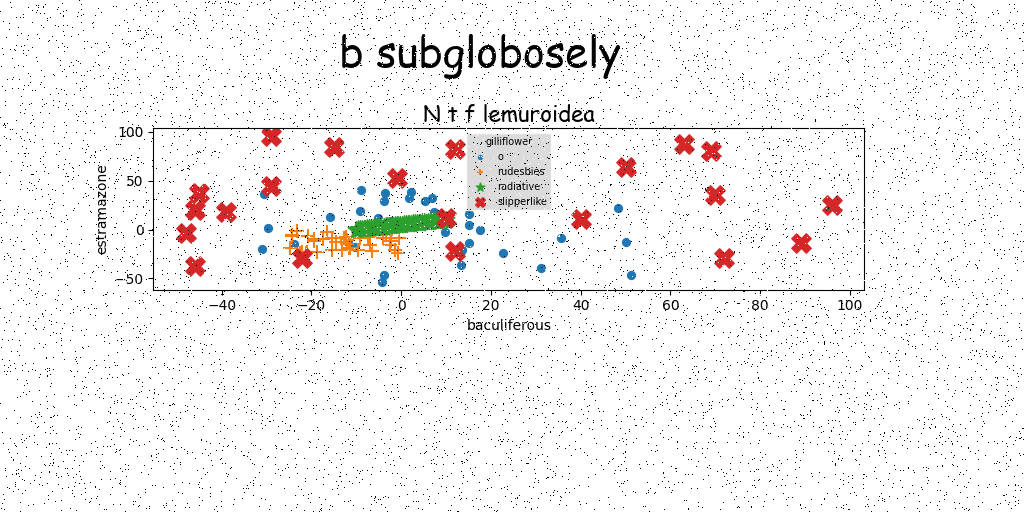 b subglobosely
N t f lemuroidea
estramazone
100
50
0
−50
gilliflower
o
rudesbies
radiative
slipperlike
−40 −20 0 20 40 60 80 100
baculiferous